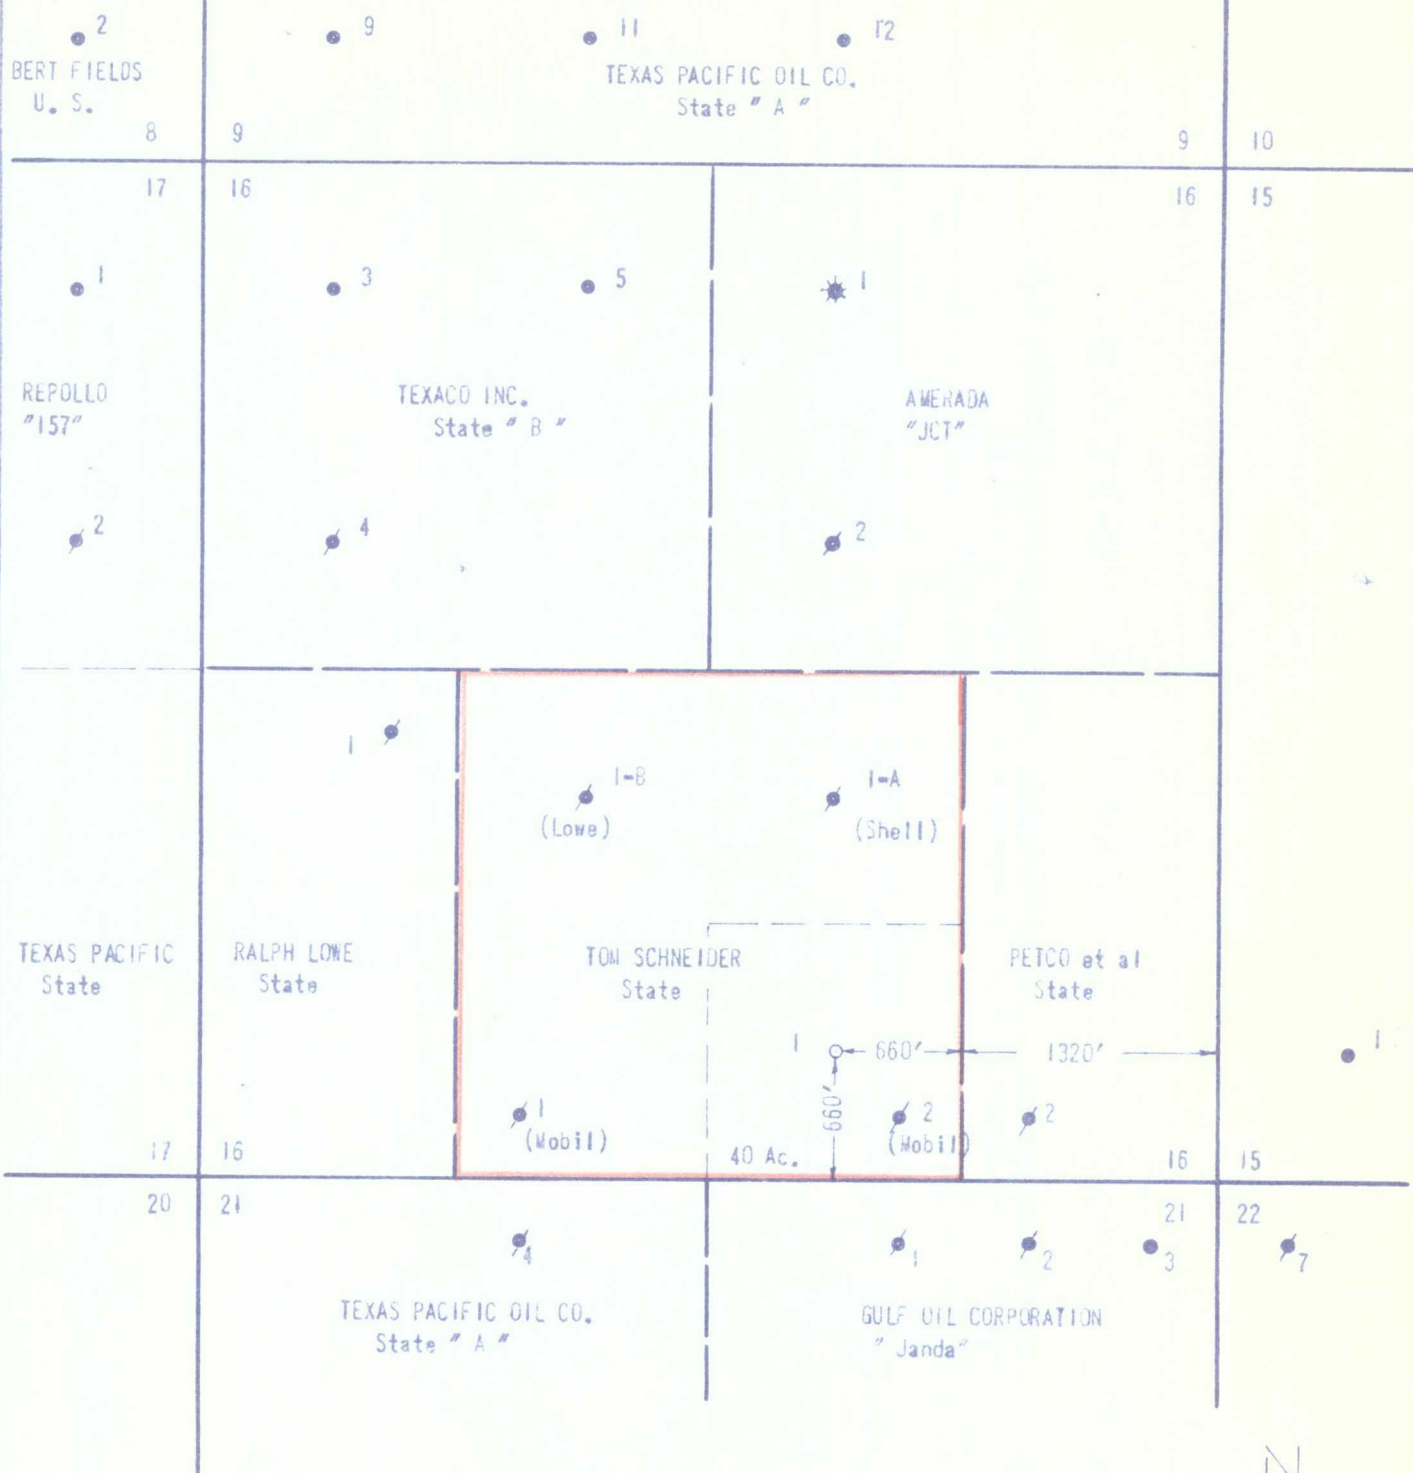 2
9
11
12
BERT FIELDS
U. S.
TEXAS PACIFIC OIL CO.
State " A "
8
9
9
10
17
16
16
15
1
3
5
1
REPOLLO
"157"
TEXACO INC.
State " B "
AMERADA
"JCT"
2
4
2
1
1-B
(Lowe)
1-A
(Shell)
TEXAS PACIFIC
State
RALPH LOWE
State
TOM SCHNEIDER
State
PETCO et al
State
1
660'
1320'
1
660'
1
(Mobil)
2
(Mobil)
2
40 Ac.
17
16
16
15
20
21
21
22
4
1
2
3
7
TEXAS PACIFIC OIL CO.
State " A "
GULF OIL CORPORATION
" Janda"
N